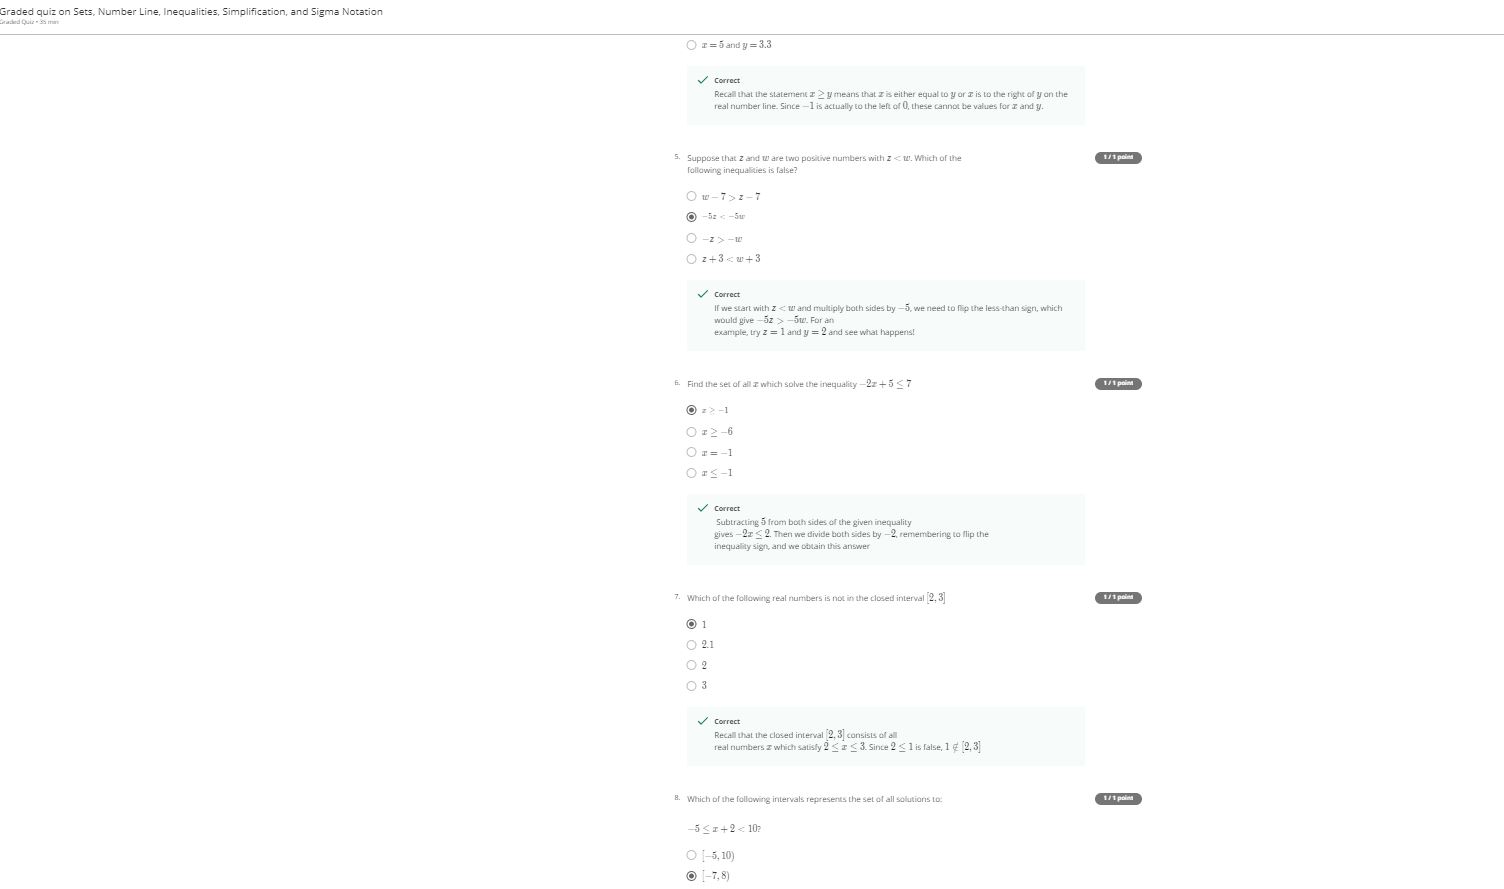 Graded quiz on Sets, Number Line, Inequalities, Simplification, and Sigma Notation
Graded Quiz • 35 min
x = 5 and y = 3.3
Correct
Recall that the statement x ≥ y means that x is either equal to y or x is to the right of y on the
real number line. Since −1 is actually to the left of 0, these cannot be values for x and y.
5. Suppose that z and w are two positive numbers with z < w. Which of the
following inequalities is false?
1 / 1 point
w − 7 > z − 7
−5z < −5w
−z > −w
z + 3 < w + 3
Correct
If we start with z < w and multiply both sides by −5, we need to flip the less-than sign, which
would give −5z > −5w. For an
example, try z = 1 and y = 2 and see what happens!
6. Find the set of all x which solve the inequality −2x + 5 ≤ 7
1 / 1 point
x ≥ −1
x ≥ −6
x = −1
x ≤ −1
Correct
Subtracting 5 from both sides of the given inequality
gives −2x ≤ 2. Then we divide both sides by −2, remembering to flip the
inequality sign, and we obtain this answer
7. Which of the following real numbers is not in the closed interval [2, 3]
1 / 1 point
1
2.1
2
3
Correct
Recall that the closed interval [2, 3] consists of all
real numbers x which satisfy 2 ≤ x ≤ 3. Since 2 ≤ 1 is false, 1 ∉ [2, 3]
8. Which of the following intervals represents the set of all solutions to:
1 / 1 point
−5 ≤ x + 2 < 10?
[−5, 10)
[−7, 8)